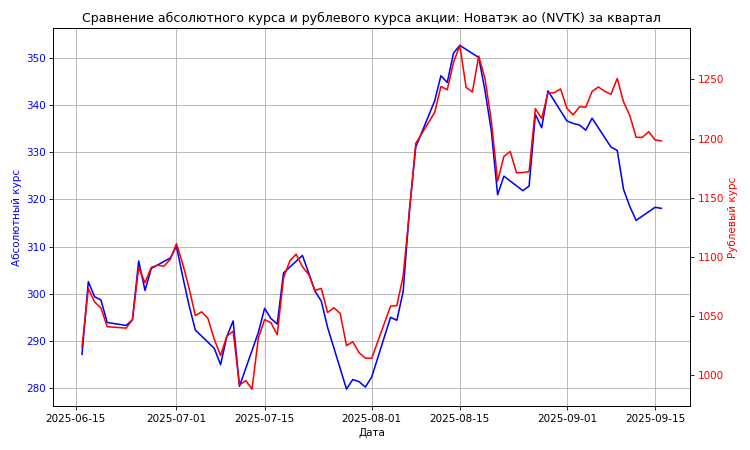 Сравнение абсолютного курса и рублевого курса акции: Новатэк ао (NVTK) за квартал
Абсолютный курс
350
340
330
320
310
300
290
280
1250
1200
1150
1100
1050
1000
Рублевый курс
2025-06-15 2025-07-01 2025-07-15 2025-08-01 2025-08-15 2025-09-01 2025-09-15
Дата